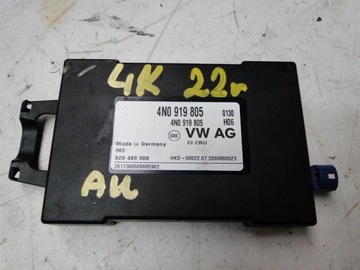 4K 22r
4N0 919 805 0130
4N0 919 805 H06
VW AG
CI CRU
Made in Germany
HKO
920 489 006 HKO-00022.07.2000800623
AU